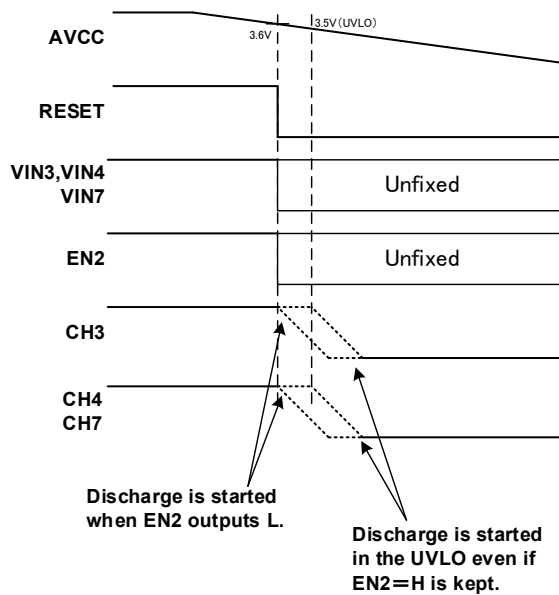 AVCC
3.6V
3.5V(UVLO)
RESET
VIN3,VIN4
VIN7
Unfixed
EN2
Unfixed
CH3
CH4
CH7
Discharge is started
when EN2 outputs L.
Discharge is started
in the UVLO even if
EN2=H is kept.